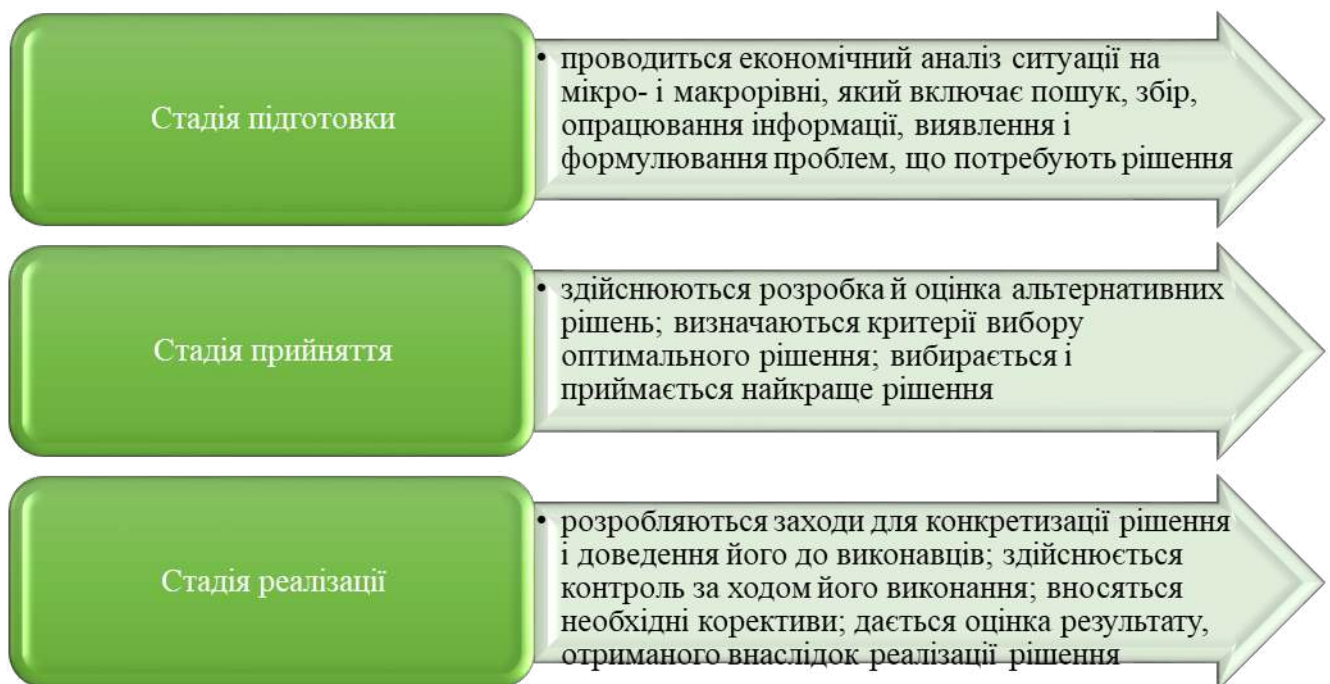 Стадія підготовки
• проводиться економічний аналіз ситуації на
мікро- і макрорівні, який включає пошук, збір,
опрацювання інформації, виявлення і
формулювання проблем, що потребують рішення
Стадія прийняття
• здійснюються розробка й оцінка альтернативних
рішень; визначаються критерії вибору
оптимального рішення; вибирається і
приймається найкраще рішення
Стадія реалізації
• розробляються заходи для конкретизації рішення
і доведення його до виконавців; здійснюється
контроль за ходом його виконання; вносяться
необхідні корективи; дається оцінка результату,
отриманого внаслідок реалізації рішення